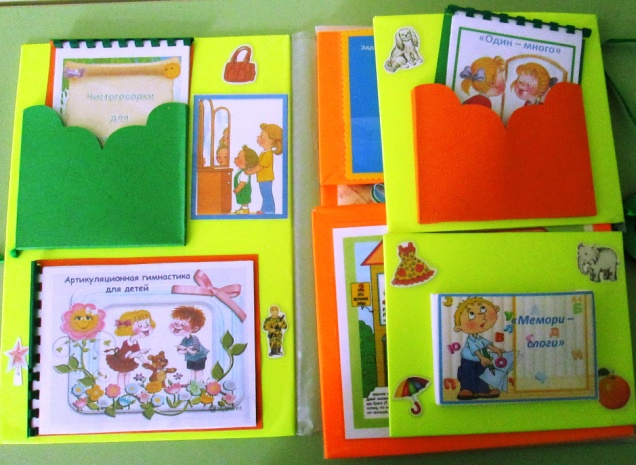 Чистоговорки
для
Артикуляционная гимнастика
для детей
«Один – много»
«Мемори –
слоги»